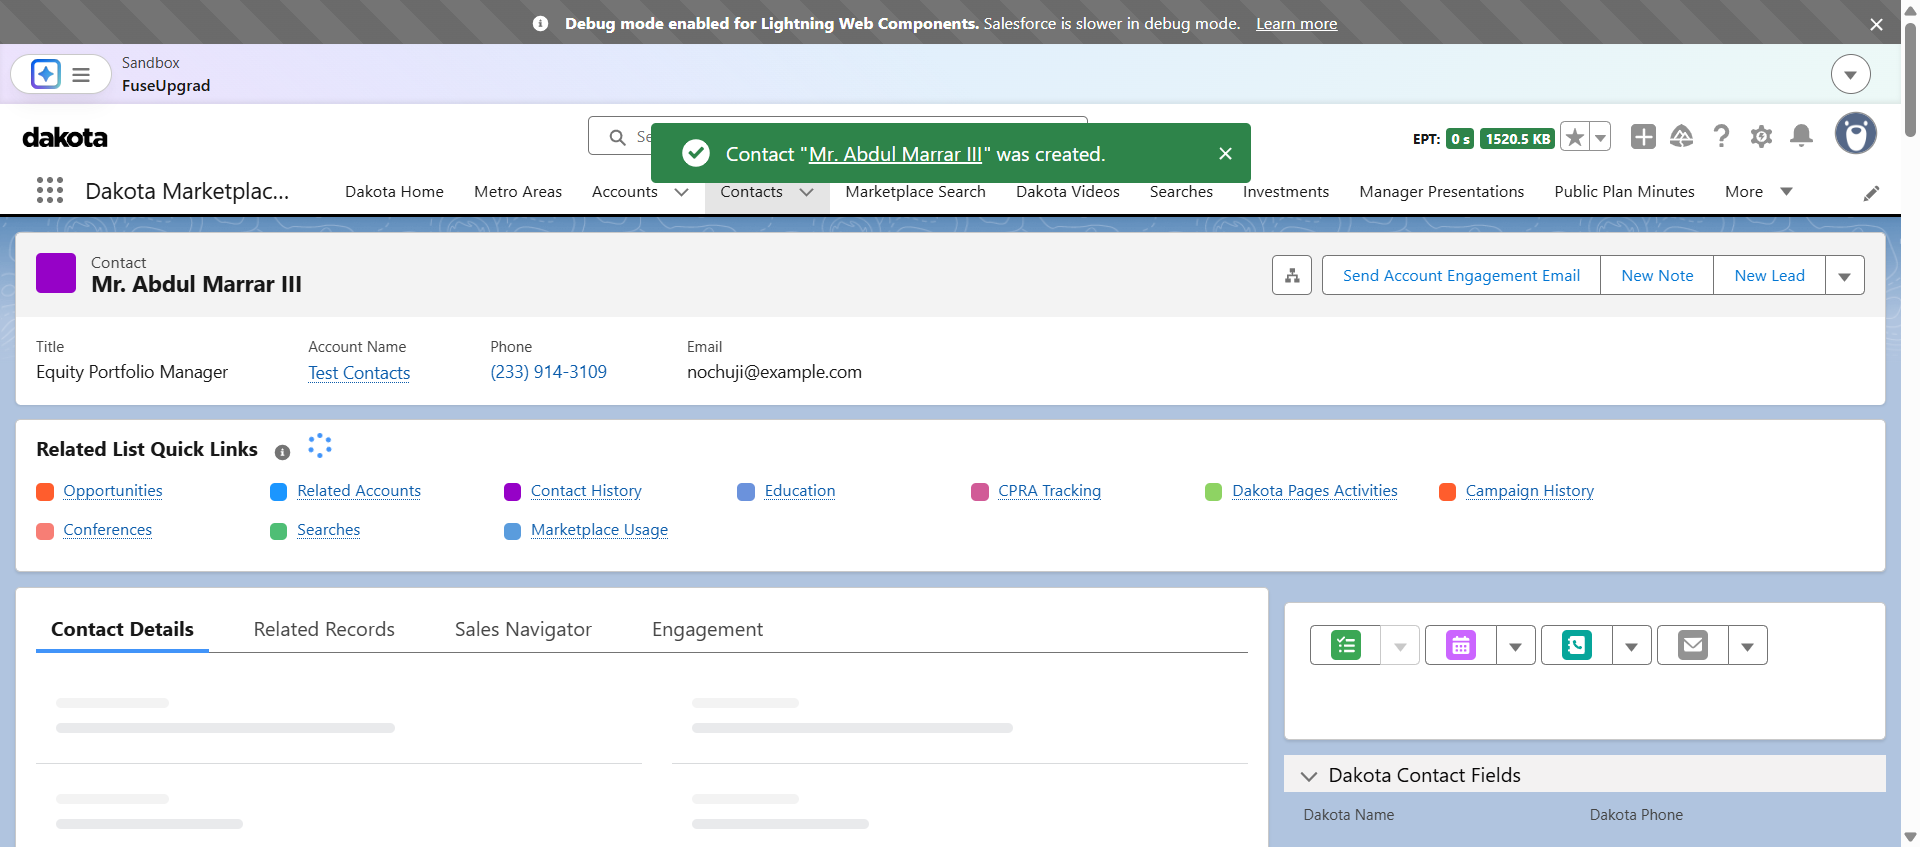 Debug mode enabled for Lightning Web Components. Salesforce is slower in debug mode. Learn more
Sandbox
FuseUpgrad
dakota
Se
EPT: 0 s 1520.5 KB
Contact "Mr. Abdul Marrar III" was created.
Dakota Marketplac...
Dakota Home
Metro Areas
Accounts
Contacts
Marketplace Search
Dakota Videos
Searches
Investments
Manager Presentations
Public Plan Minutes
More
Contact
Mr. Abdul Marrar III
Send Account Engagement Email
New Note
New Lead
Title
Equity Portfolio Manager
Account Name
Test Contacts
Phone
(233) 914-3109
Email
nochuji@example.com
Related List Quick Links
Opportunities
Related Accounts
Contact History
Education
CPRA Tracking
Dakota Pages Activities
Campaign History
Conferences
Searches
Marketplace Usage
Contact Details
Related Records
Sales Navigator
Engagement
Dakota Contact Fields
Dakota Name
Dakota Phone